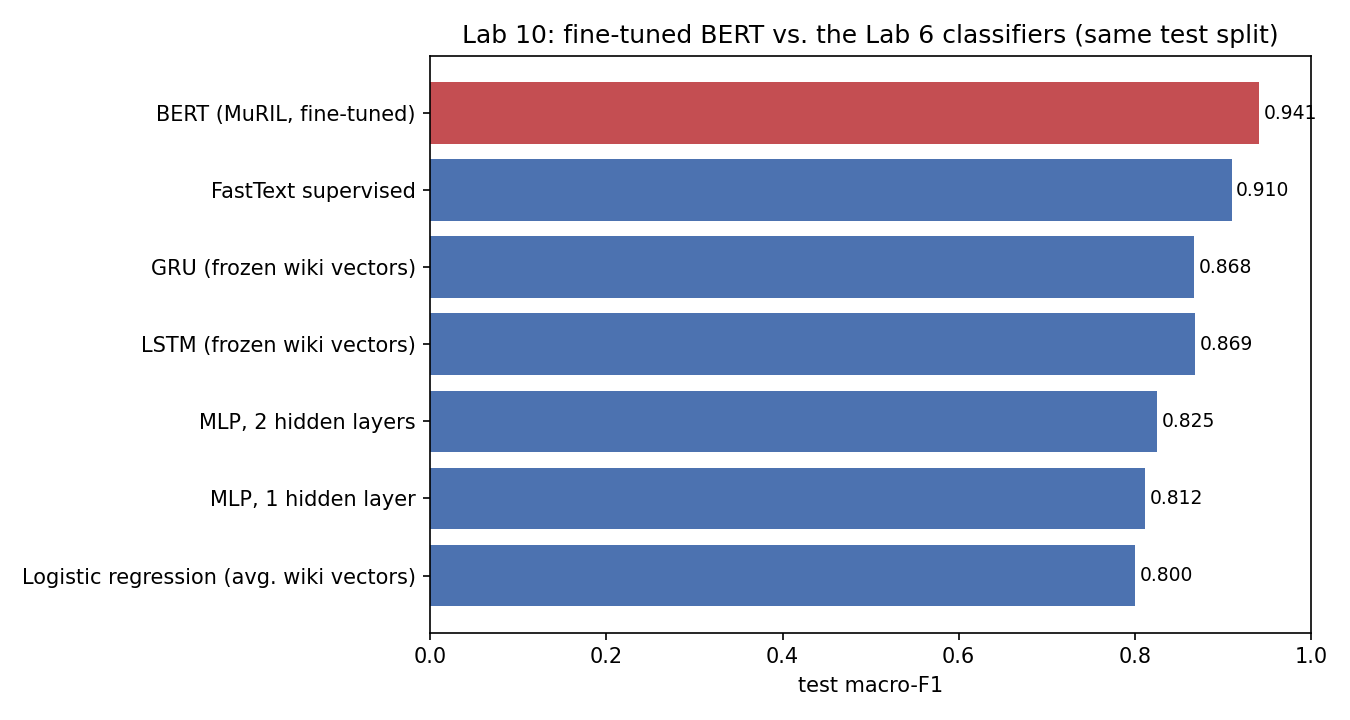 Lab 10: fine-tuned BERT vs. the Lab 6 classifiers (same test split)
BERT (MuRIL, fine-tuned) 0.941
FastText supervised 0.910
GRU (frozen wiki vectors) 0.868
LSTM (frozen wiki vectors) 0.869
MLP, 2 hidden layers 0.825
MLP, 1 hidden layer 0.812
Logistic regression (avg. wiki vectors) 0.800
0.0 0.2 0.4 0.6 0.8 1.0
test macro-F1